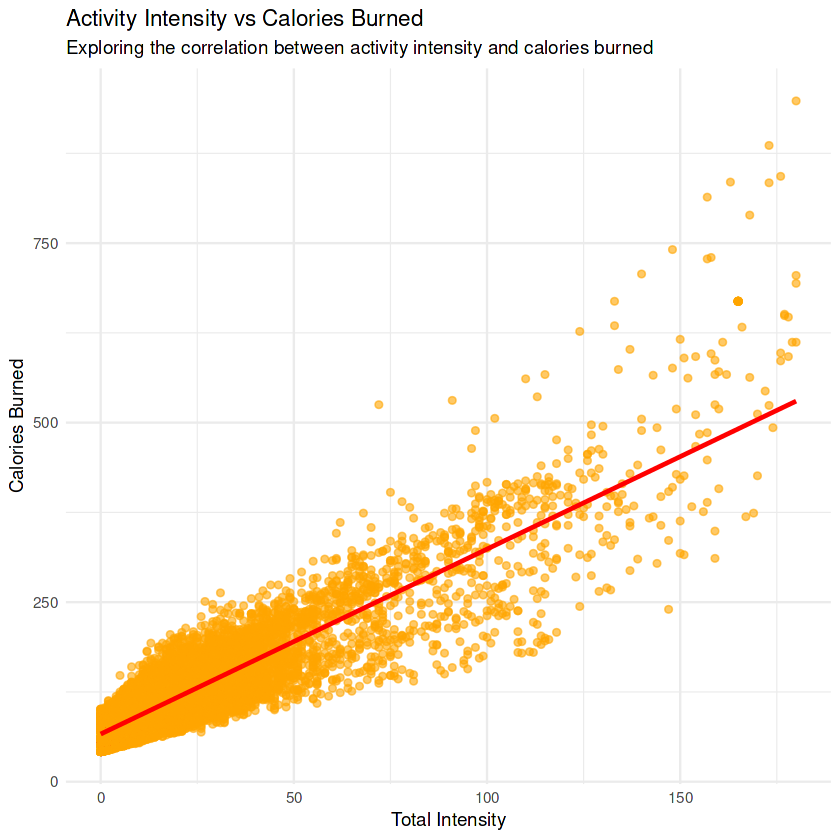 Activity Intensity vs Calories Burned
Exploring the correlation between activity intensity and calories burned
Calories Burned
750
500
250
0
0 50 100 150
Total Intensity